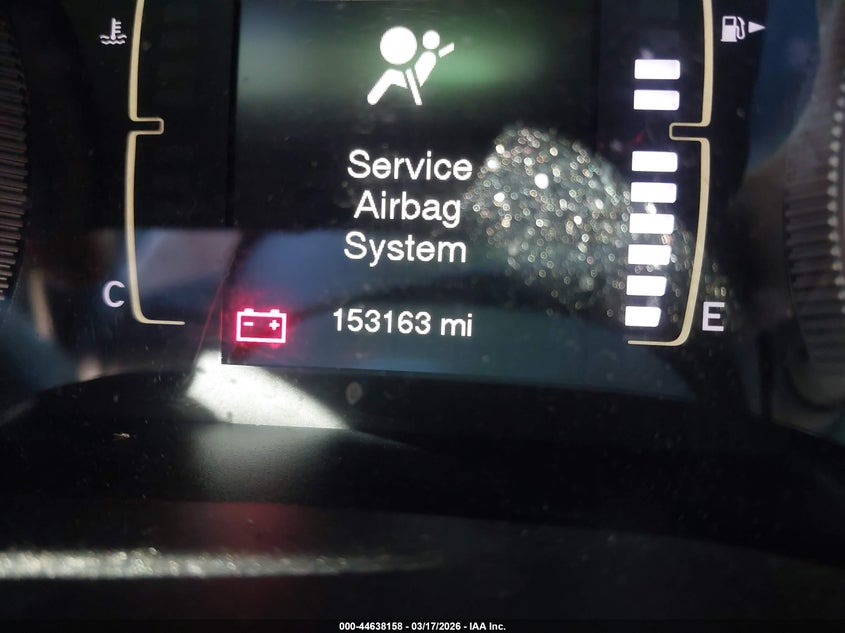 Service
Airbag
System
C
153163 mi
E
000-44638158 - 03/17/2026 - IAA Inc.